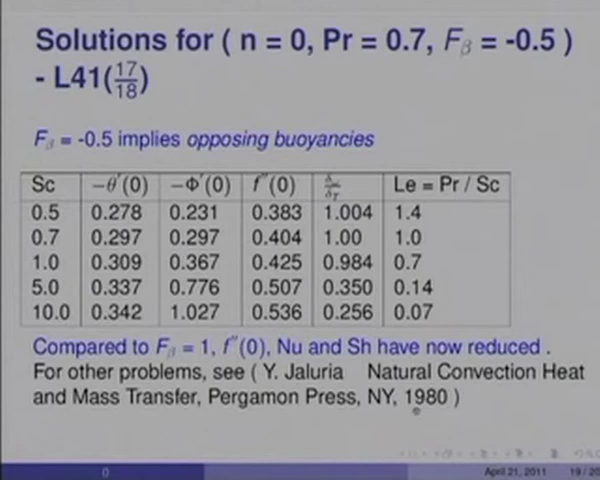 Solutions for ( n = 0, Pr = 0.7, Fβ = -0.5 )
- L41(17/18)
Fβ = -0.5 implies opposing buoyancies
Sc −θ′(0) −Φ′(0) f″(0) δω/δT Le = Pr / Sc
0.5 0.278 0.231 0.383 1.004 1.4
0.7 0.297 0.297 0.404 1.00 1.0
1.0 0.309 0.367 0.425 0.984 0.7
5.0 0.337 0.776 0.507 0.350 0.14
10.0 0.342 1.027 0.536 0.256 0.07
Compared to Fβ = 1, f″(0), Nu and Sh have now reduced .
For other problems, see ( Y. Jaluria Natural Convection Heat
and Mass Transfer, Pergamon Press, NY, 1980 )
() April 21, 2011 19 / 20